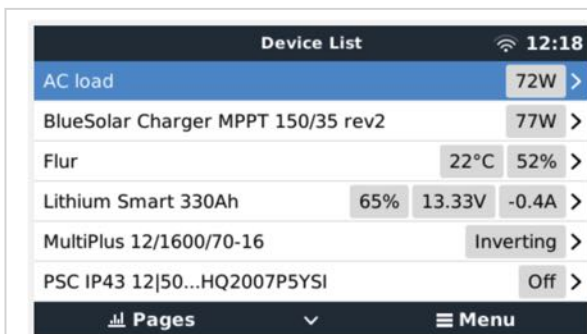 Device List 12:18
AC load 72W
BlueSolar Charger MPPT 150/35 rev2 77W
Flur 22°C 52%
Lithium Smart 330Ah 65% 13.33V -0.4A
MultiPlus 12/1600/70-16 Inverting
PSC IP43 12|50...HQ2007P5YSI Off
Pages Menu